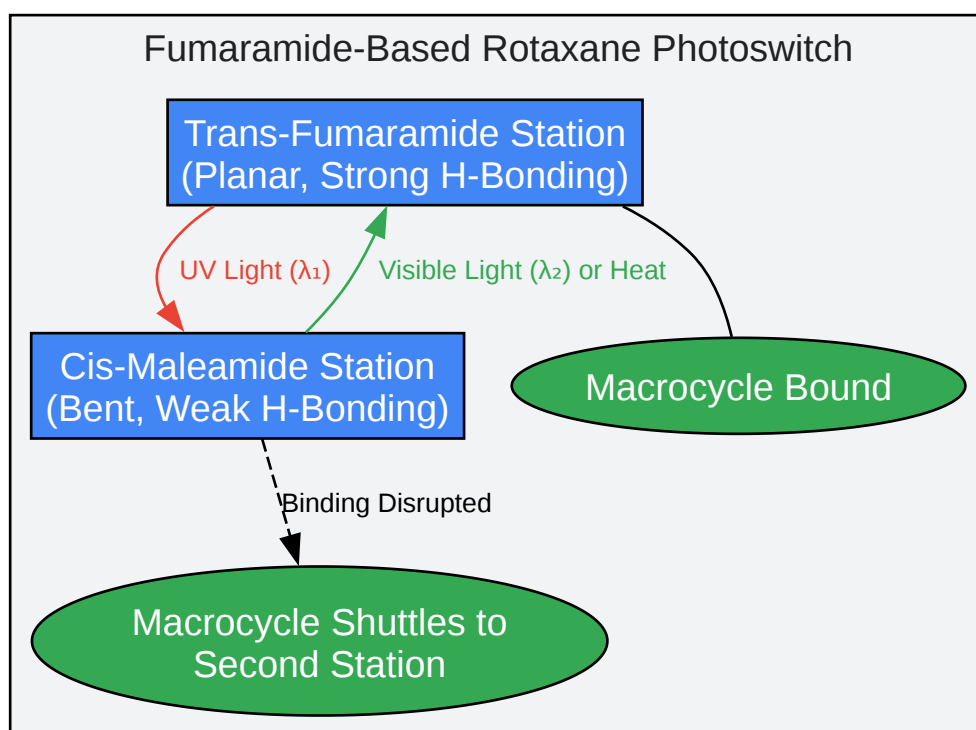 Fumaramide-Based Rotaxane Photoswitch
Trans-Fumaramide Station
(Planar, Strong H-Bonding)
UV Light (λ₁)
Visible Light (λ₂) or Heat
Cis-Maleamide Station
(Bent, Weak H-Bonding)
Macrocycle Bound
Binding Disrupted
Macrocycle Shuttles to
Second Station